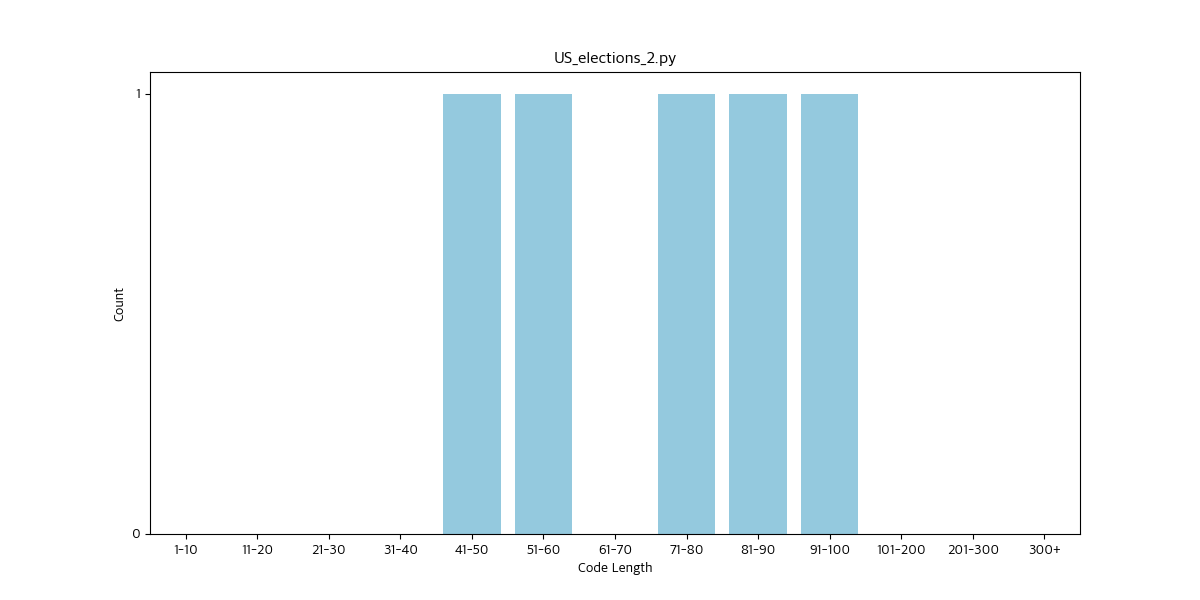 US_elections_2.py
1
0
Count
1-10 11-20 21-30 31-40 41-50 51-60 61-70 71-80 81-90 91-100 101-200 201-300 300+
Code Length